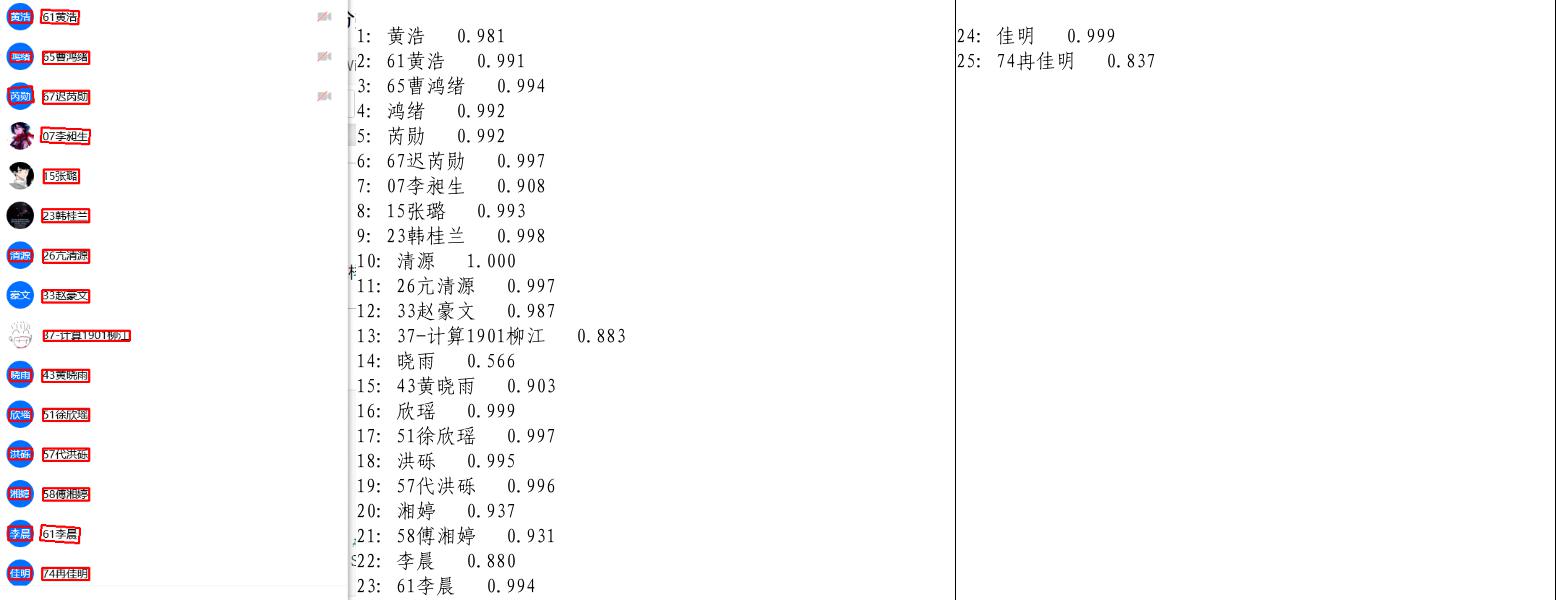 黄浩 61黄浩
鸿绪 65曹鸿绪
芮勋 67迟芮勋
07李昶生
15张璐
23韩桂兰
清源 26亢清源
豪文 33赵豪文
37-计算1901柳江
晓雨 43黄晓雨
欣瑶 51徐欣瑶
洪砾 57代洪砾
湘婷 58傅湘婷
李晨 61李晨
佳明 74冉佳明
1: 黄浩 0.981
2: 61黄浩 0.991
3: 65曹鸿绪 0.994
4: 鸿绪 0.992
5: 芮勋 0.992
6: 67迟芮勋 0.997
7: 07李昶生 0.908
8: 15张璐 0.993
9: 23韩桂兰 0.998
10: 清源 1.000
11: 26亢清源 0.997
12: 33赵豪文 0.987
13: 37-计算1901柳江 0.883
14: 晓雨 0.566
15: 43黄晓雨 0.903
16: 欣瑶 0.999
17: 51徐欣瑶 0.997
18: 洪砾 0.995
19: 57代洪砾 0.996
20: 湘婷 0.937
21: 58傅湘婷 0.931
22: 李晨 0.880
23: 61李晨 0.994
24: 佳明 0.999
25: 74冉佳明 0.837